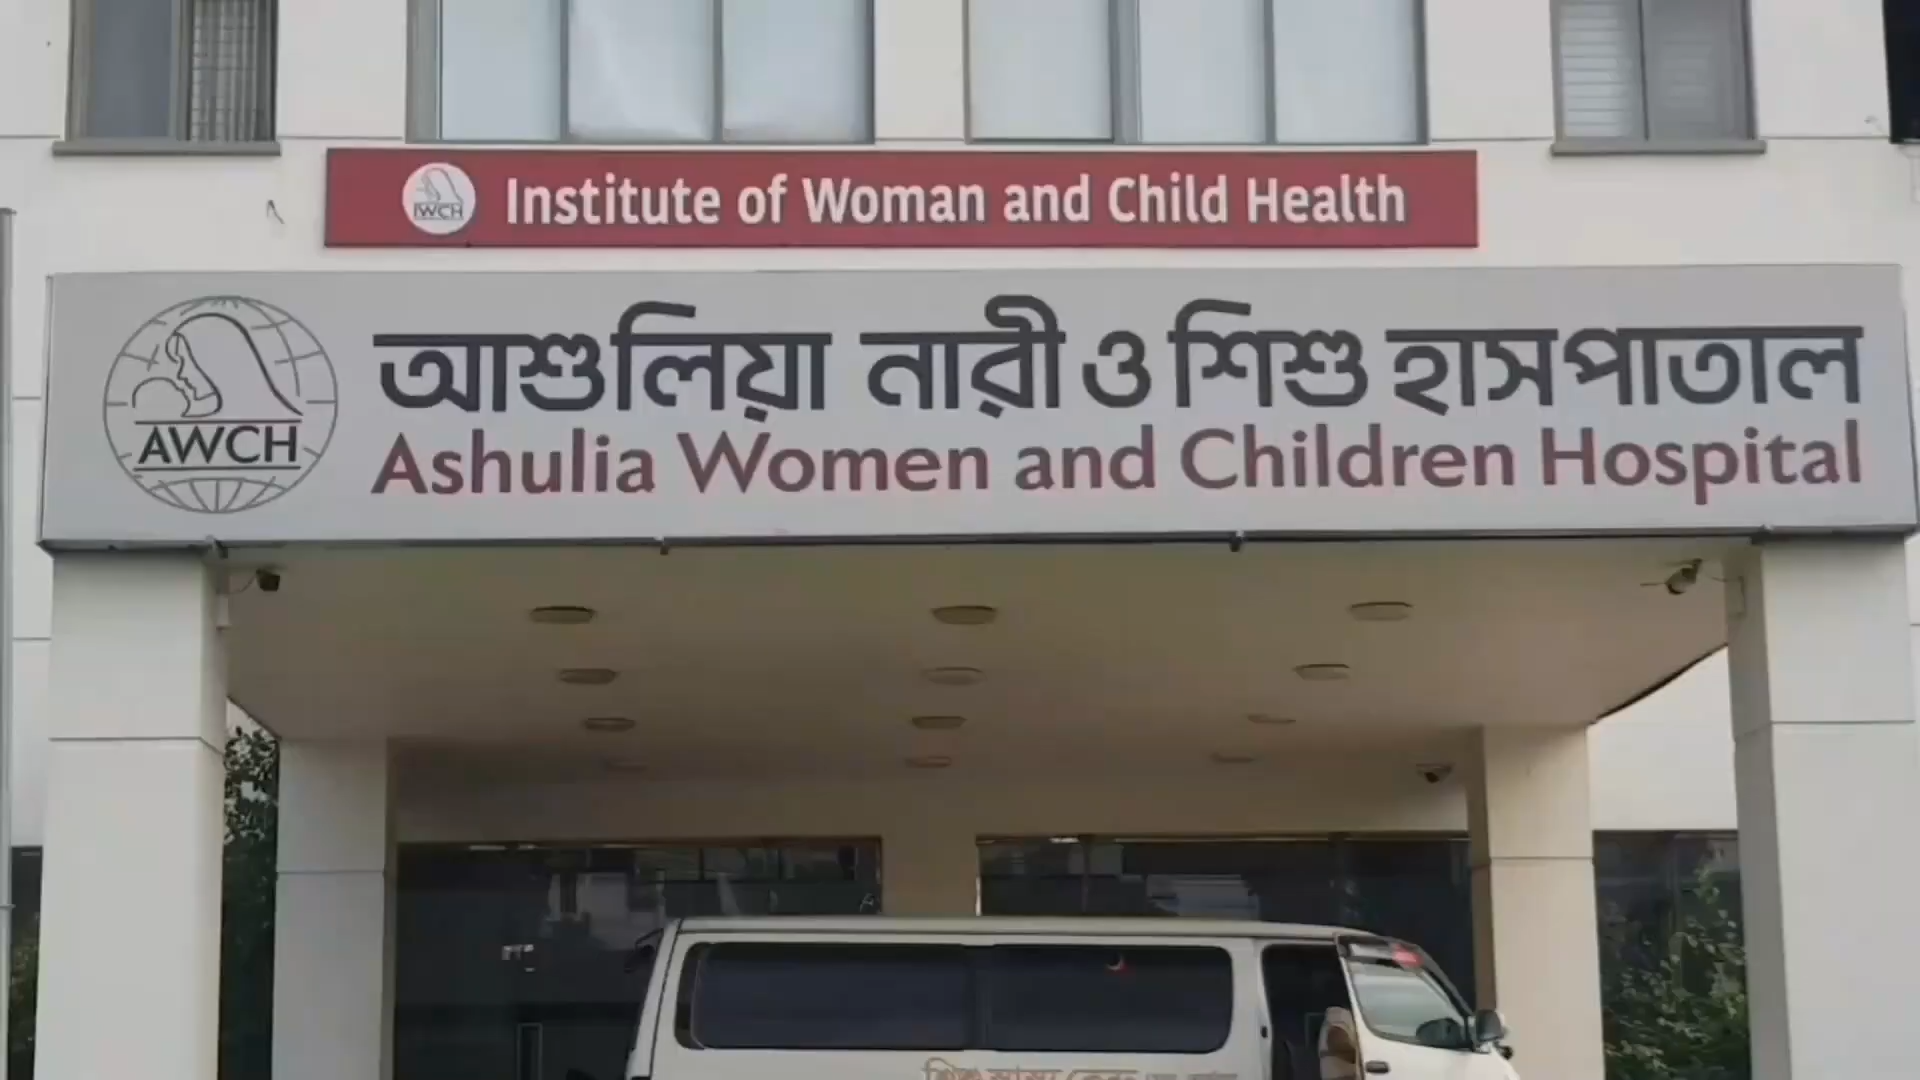 IWCH Institute of Woman and Child Health
আশুলিয়া নারী ও শিশু হাসপাতাল
AWCH
Ashulia Women and Children Hospital